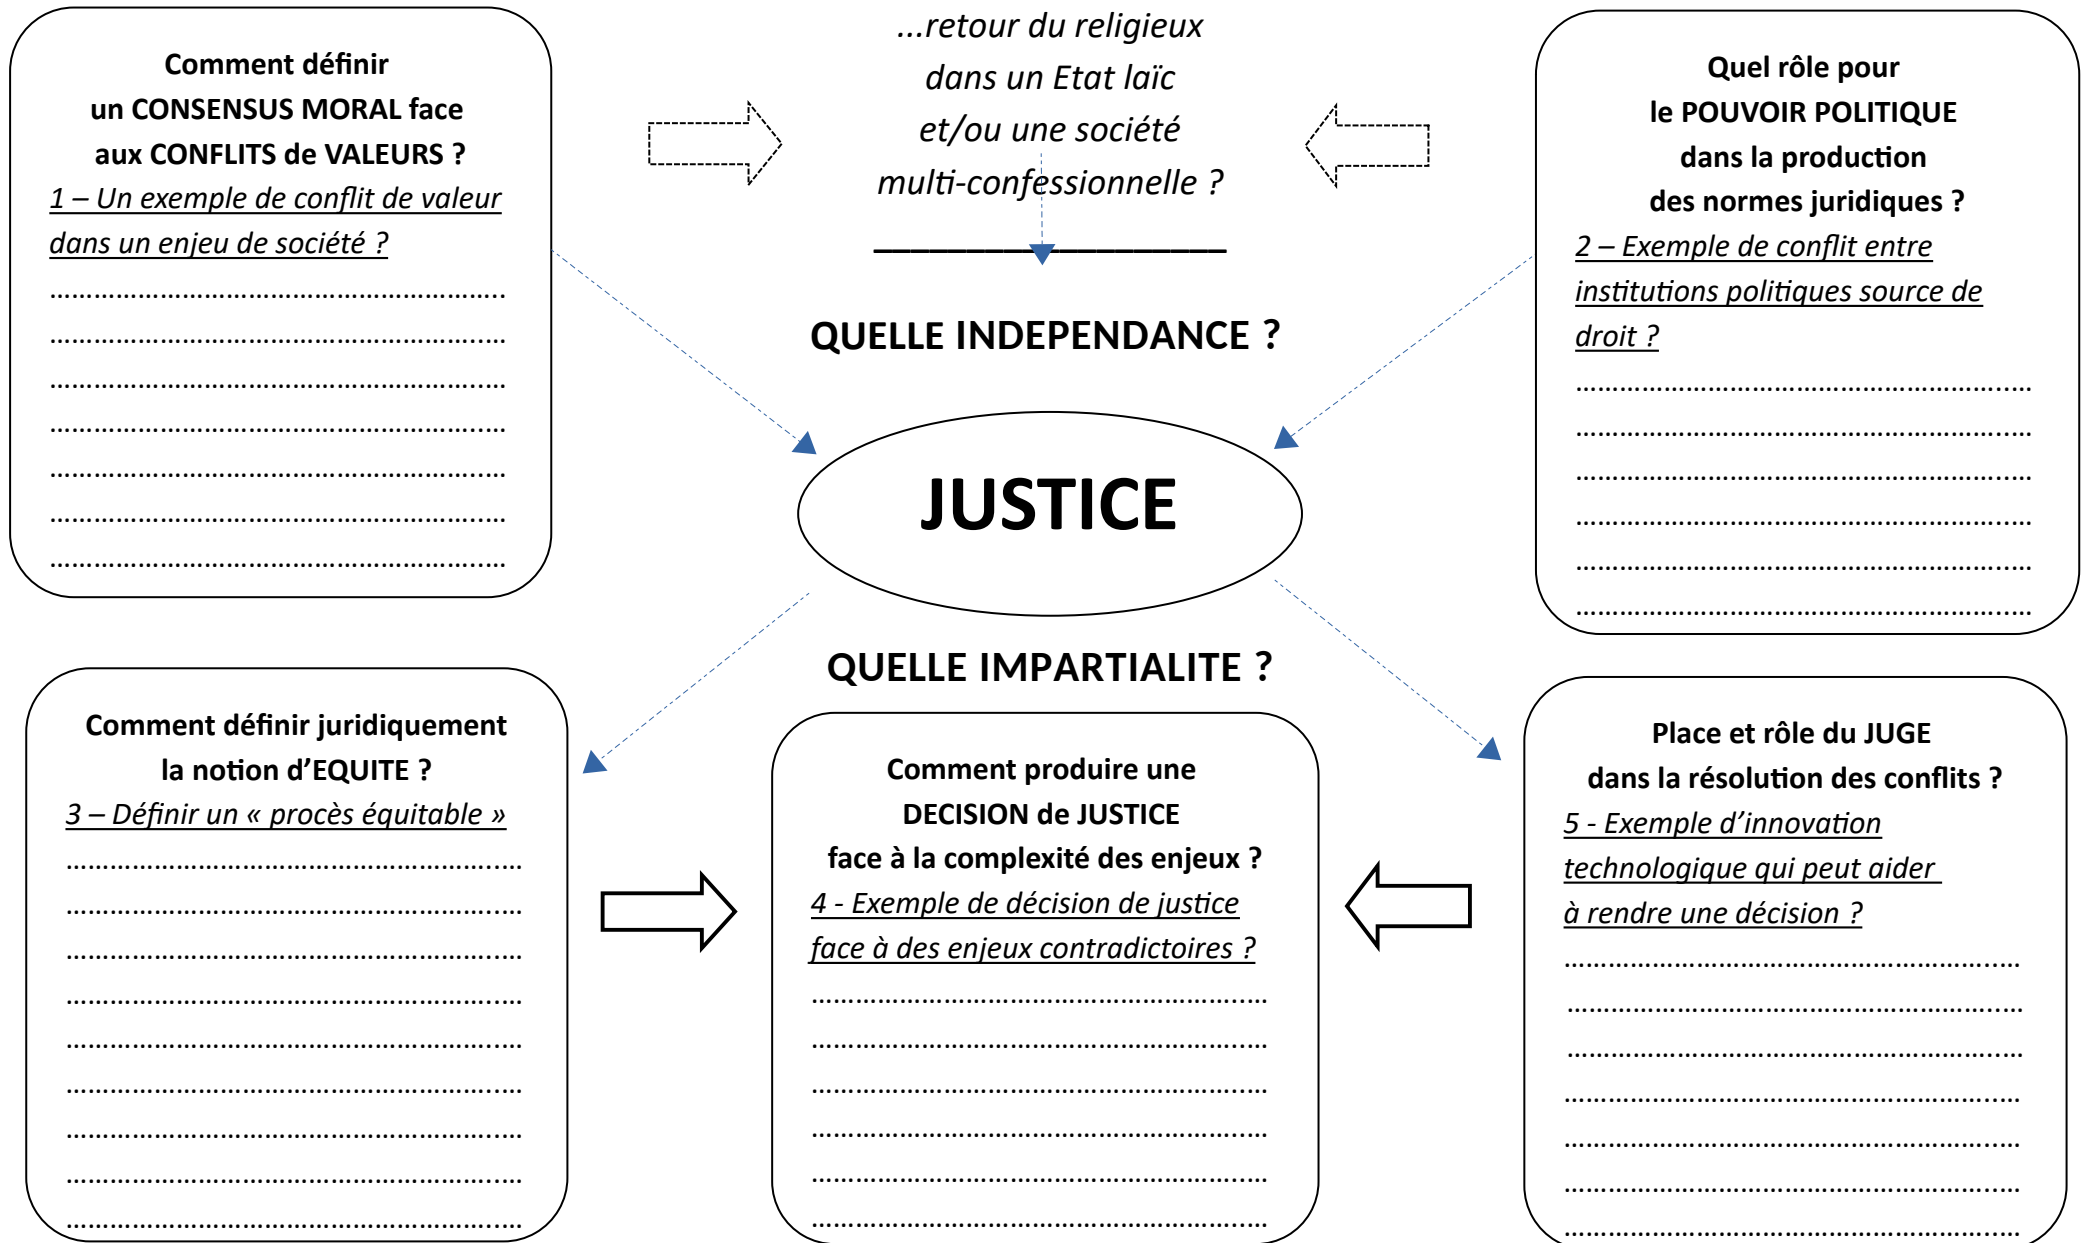 Comment définir
un CONSENSUS MORAL face
aux CONFLITS de VALEURS ?
1 – Un exemple de conflit de valeur
dans un enjeu de société ?
…………………………………………………..
………………………………………………..…
………………………………………………..…
………………………………………………..…
………………………………………………..…
………………………………………………..…
………………………………………………..…
...retour du religieux
dans un Etat laïc
et/ou une société
multi-confessionnelle ?
___________________
QUELLE INDEPENDANCE ?
Quel rôle pour
le POUVOIR POLITIQUE
dans la production
des normes juridiques ?
2 – Exemple de conflit entre
institutions politiques source de
droit ?
………………………………………………..…
………………………………………………..…
………………………………………………..…
………………………………………………..…
………………………………………………..…
………………………………………………..…
JUSTICE
QUELLE IMPARTIALITE ?
Comment définir juridiquement
la notion d’EQUITE ?
3 – Définir un « procès équitable »
………………………………………………..…
………………………………………………..…
………………………………………………..…
………………………………………………..…
………………………………………………..…
………………………………………………..…
………………………………………………..…
………………………………………………..…
………………………………………………..…
Comment produire une
DECISION de JUSTICE
face à la complexité des enjeux ?
4 - Exemple de décision de justice
face à des enjeux contradictoires ?
………………………………………………..…
………………………………………………..…
………………………………………………..…
………………………………………………..…
………………………………………………..…
………………………………………………..…
Place et rôle du JUGE
dans la résolution des conflits ?
5 - Exemple d’innovation
technologique qui peut aider
à rendre une décision ?
………………………………………………..…
………………………………………………..…
………………………………………………..…
………………………………………………..…
………………………………………………..…
………………………………………………..…
………………………………………………..…